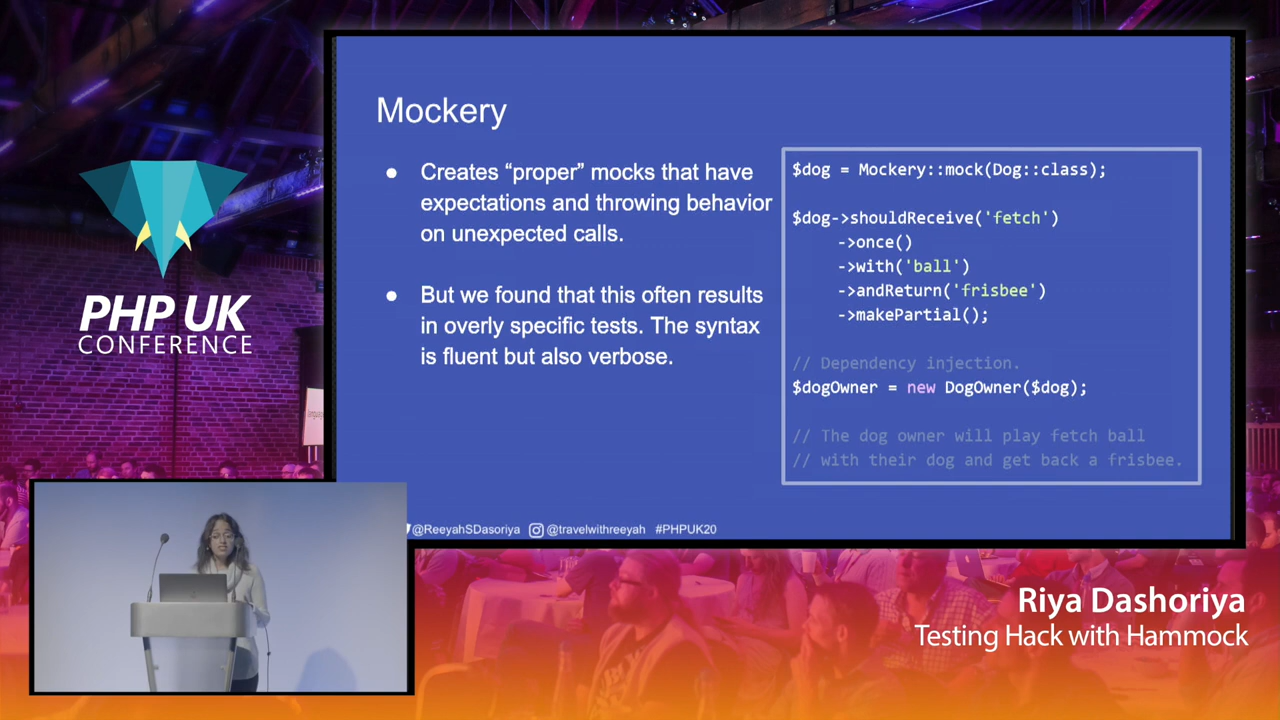 Mockery
● Creates “proper” mocks that have
expectations and throwing behavior
on unexpected calls.
● But we found that this often results
in overly specific tests. The syntax
is fluent but also verbose.
$dog = Mockery::mock(Dog::class);
$dog->shouldReceive('fetch')
->once()
->with('ball')
->andReturn('frisbee')
->makePartial();
// Dependency injection.
$dogOwner = new DogOwner($dog);
// The dog owner will play fetch ball
// with their dog and get back a frisbee.
@ReeyahSDasoriya @travelwithreeyah #PHPUK20
PHP UK
CONFERENCE
Riya Dashoriya
Testing Hack with Hammock